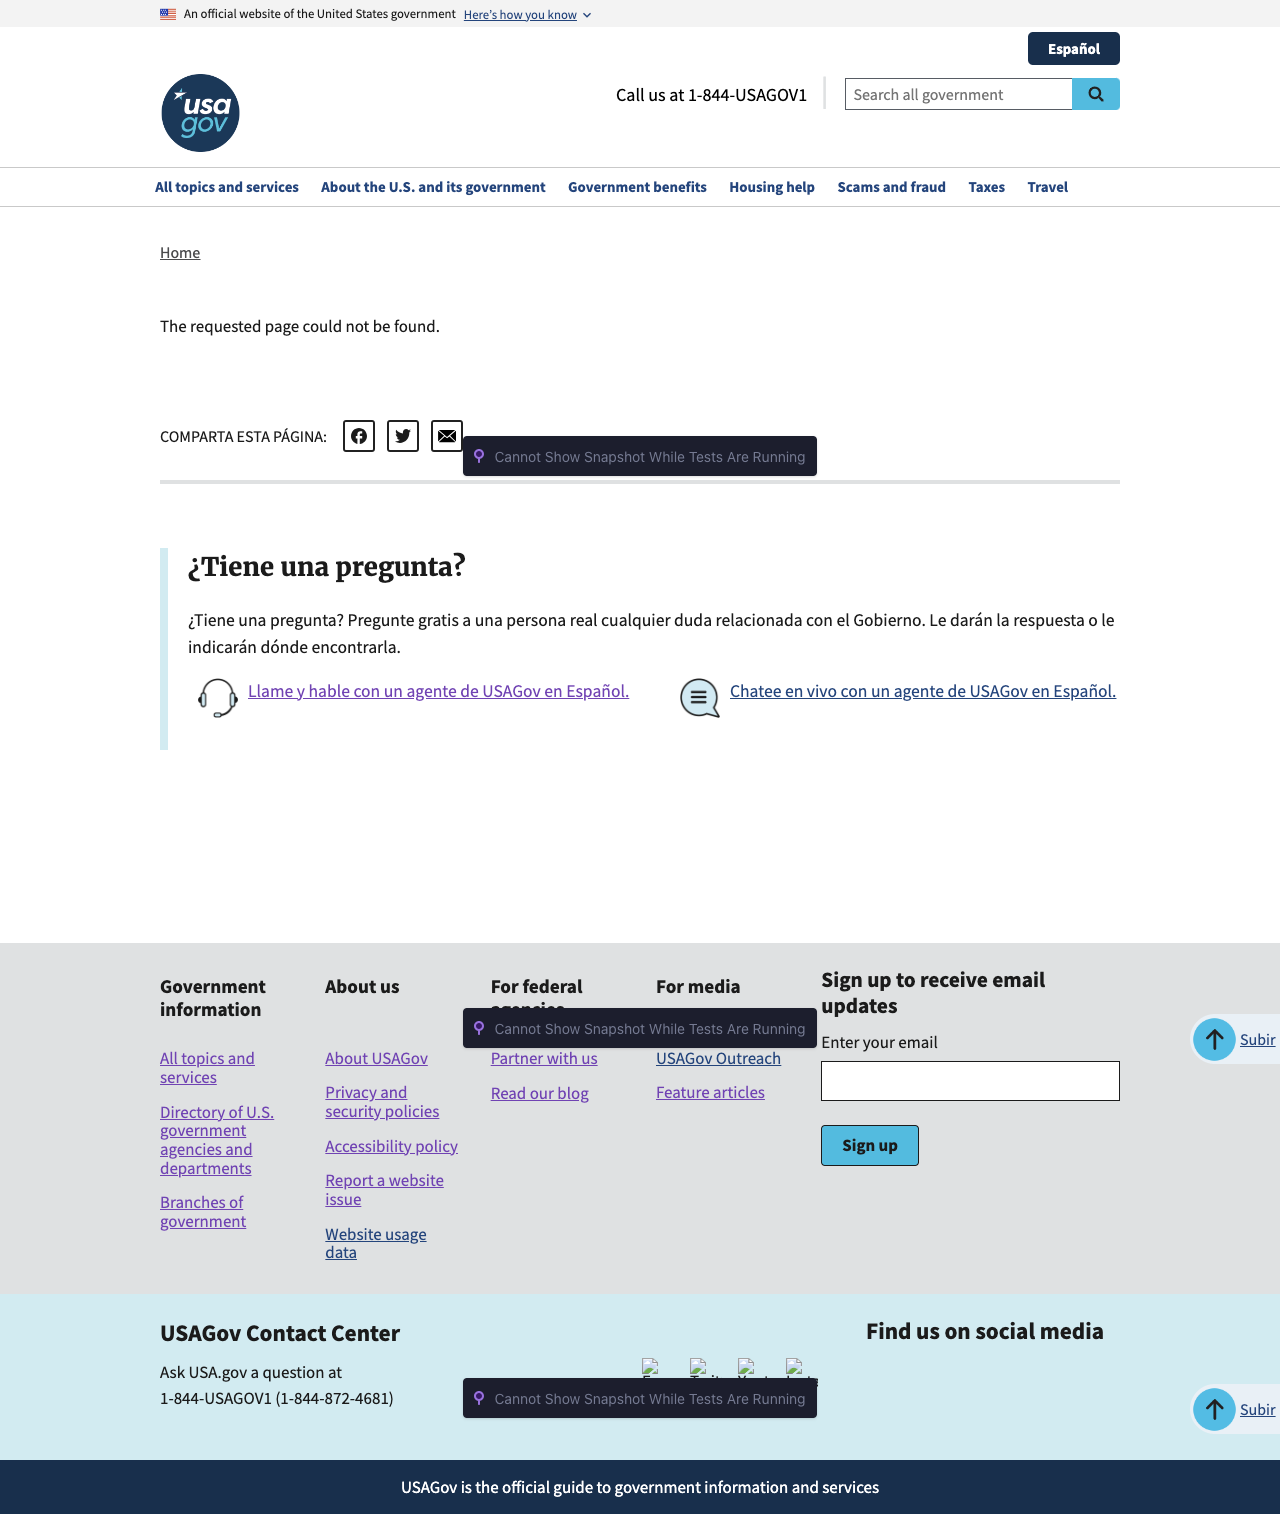 An official website of the United States government Here's how you know
Español
usa
gov
Call us at 1-844-USAGOV1
Search all government
All topics and services About the U.S. and its government Government benefits Housing help Scams and fraud Taxes Travel
Home
The requested page could not be found.
COMPARTA ESTA PÁGINA:
Cannot Show Snapshot While Tests Are Running
¿Tiene una pregunta?
¿Tiene una pregunta? Pregunte gratis a una persona real cualquier duda relacionada con el Gobierno. Le darán la respuesta o le
indicarán dónde encontrarla.
Llame y hable con un agente de USAGov en Español.
Chatee en vivo con un agente de USAGov en Español.
Government
information
All topics and
services
Directory of U.S.
government
agencies and
departments
Branches of
government
About us
About USAGov
Privacy and
security policies
Accessibility policy
Report a website
issue
Website usage
data
For federal
agencies
Cannot Show Snapshot While Tests Are Running
Partner with us
Read our blog
For media
USAGov Outreach
Feature articles
Sign up to receive email
updates
Enter your email
Sign up
Subir
USAGov Contact Center
Ask USA.gov a question at
1-844-USAGOV1 (1-844-872-4681)
Find us on social media
Cannot Show Snapshot While Tests Are Running
Subir
USAGov is the official guide to government information and services